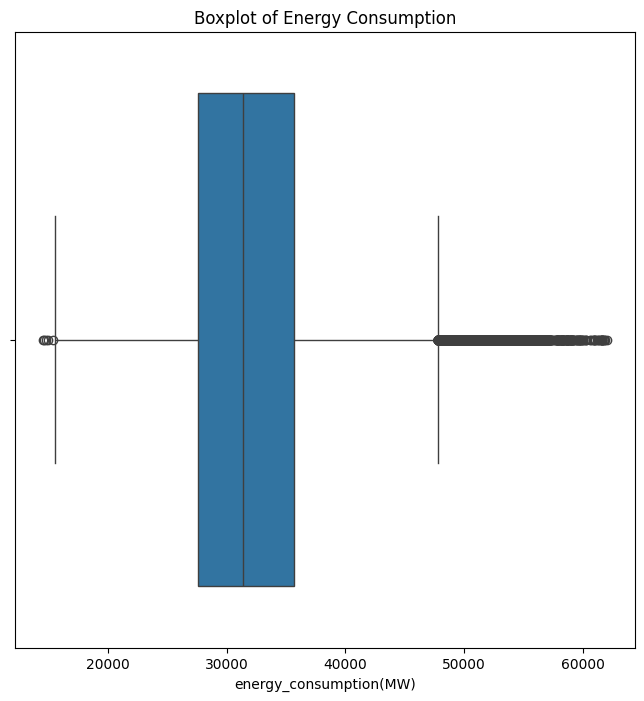 Boxplot of Energy Consumption
20000 30000 40000 50000 60000
energy_consumption(MW)